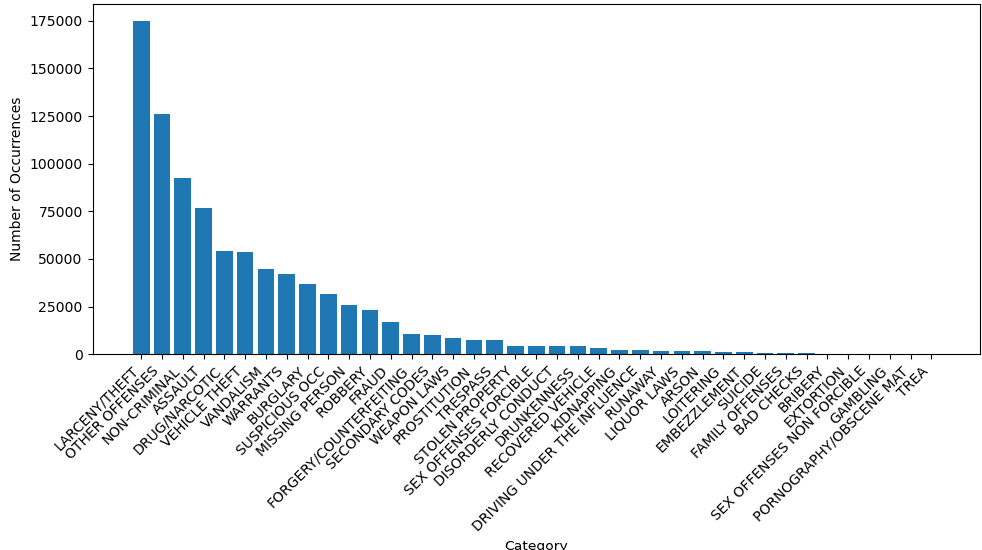 Number of Occurrences
175000
150000
125000
100000
75000
50000
25000
0
LARCENY/THEFT
OTHER OFFENSES
NON-CRIMINAL
ASSAULT
DRUG/NARCOTIC
VEHICLE THEFT
VANDALISM
WARRANTS
BURGLARY
SUSPICIOUS OCC
MISSING PERSON
ROBBERY
FRAUD
FORGERY/COUNTERFEITING
SECONDARY CODES
WEAPON LAWS
PROSTITUTION
TRESPASS
STOLEN PROPERTY
SEX OFFENSES FORCIBLE
DISORDERLY CONDUCT
DRUNKENNESS
RECOVERED VEHICLE
KIDNAPPING
DRIVING UNDER THE INFLUENCE
RUNAWAY
LIQUOR LAWS
ARSON
LOITERING
EMBEZZLEMENT
SUICIDE
FAMILY OFFENSES
BAD CHECKS
BRIBERY
EXTORTION
SEX OFFENSES NON FORCIBLE
GAMBLING
PORNOGRAPHY/OBSCENE MAT
TREA
Category